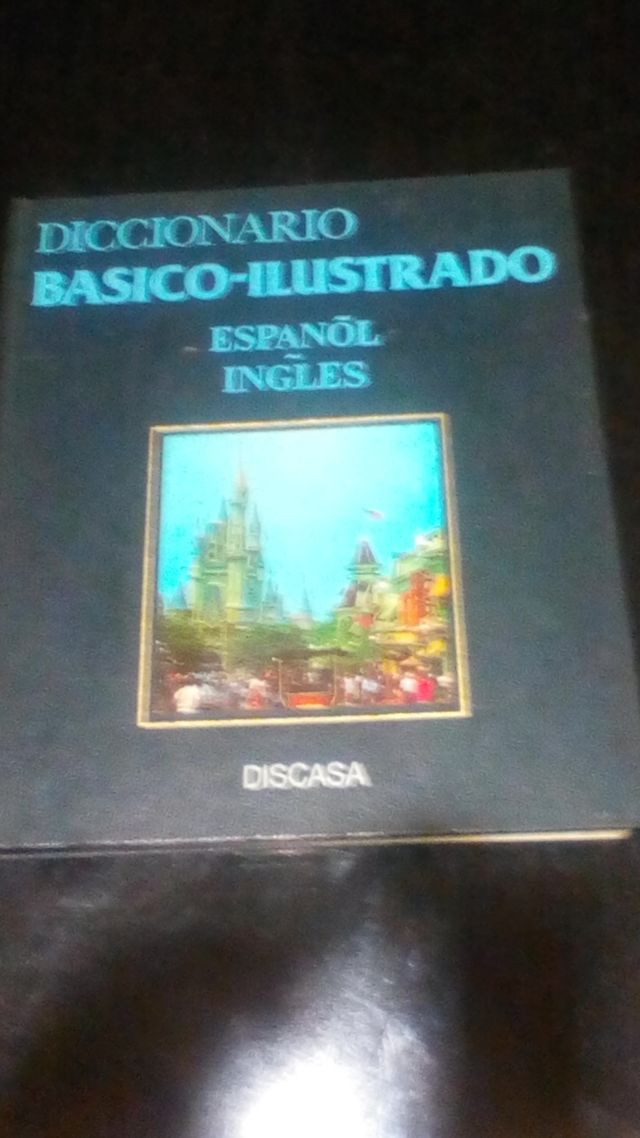 DICCIONARIO
BASICO-ILUSTRADO
ESPAÑOL
~
INGLES
DISCASA